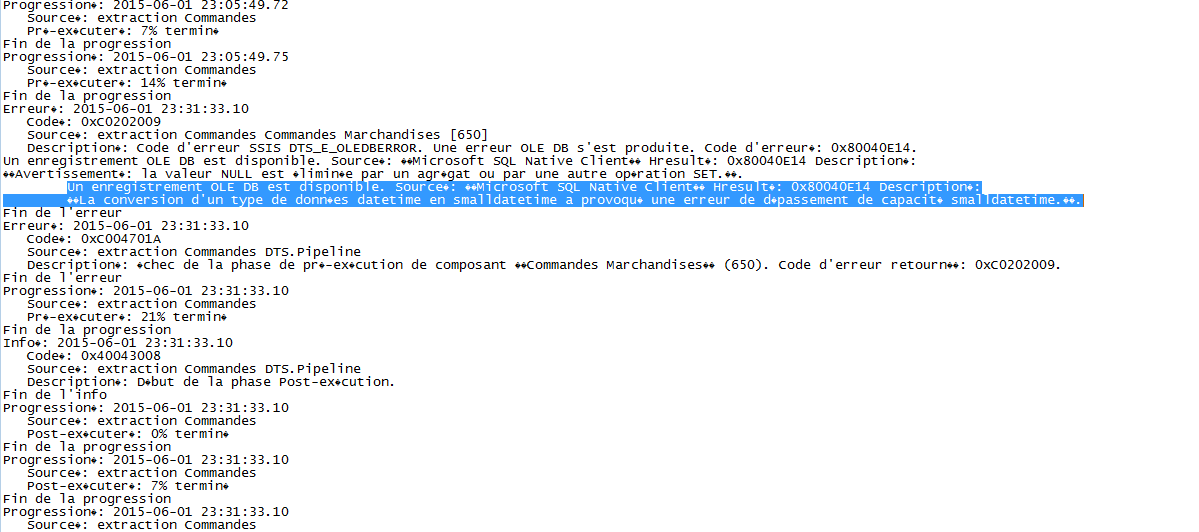 Progression�: 2015-06-01 23:05:49.72
Source�: extraction Commandes
Pr�-ex�cuter�: 7% termin�
Fin de la progression
Progression�: 2015-06-01 23:05:49.75
Source�: extraction Commandes
Pr�-ex�cuter�: 14% termin�
Fin de la progression
Erreur�: 2015-06-01 23:31:33.10
Code�: 0xC0202009
Source�: extraction Commandes Commandes Marchandises [650]
Description�: Code d'erreur SSIS DTS_E_OLEDBERROR. Une erreur OLE DB s'est produite. Code d'erreur�: 0x80040E14.
Un enregistrement OLE DB est disponible. Source�: ��Microsoft SQL Native Client�� Hresult�: 0x80040E14 Description�:
��Avertissement�: la valeur NULL est �limin�e par un agr�gat ou par une autre op�ration SET.��.
Un enregistrement OLE DB est disponible. Source�: ��Microsoft SQL Native Client�� Hresult�: 0x80040E14 Description�:
��La conversion d'un type de donn�es datetime en smalldatetime a provoqu� une erreur de d�passement de capacit� smalldatetime.��.
Fin de l'erreur
Erreur�: 2015-06-01 23:31:33.10
Code�: 0xC004701A
Source�: extraction Commandes DTS.Pipeline
Description�: �chec de la phase de pr�-ex�cution de composant ��Commandes Marchandises�� (650). Code d'erreur retourn��: 0xC0202009.
Fin de l'erreur
Progression�: 2015-06-01 23:31:33.10
Source�: extraction Commandes
Pr�-ex�cuter�: 21% termin�
Fin de la progression
Info�: 2015-06-01 23:31:33.10
Code�: 0x40043008
Source�: extraction Commandes DTS.Pipeline
Description�: D�but de la phase Post-ex�cution.
Fin de l'info
Progression�: 2015-06-01 23:31:33.10
Source�: extraction Commandes
Post-ex�cuter�: 0% termin�
Fin de la progression
Progression�: 2015-06-01 23:31:33.10
Source�: extraction Commandes
Post-ex�cuter�: 7% termin�
Fin de la progression
Progression�: 2015-06-01 23:31:33.10
Source�: extraction Commandes